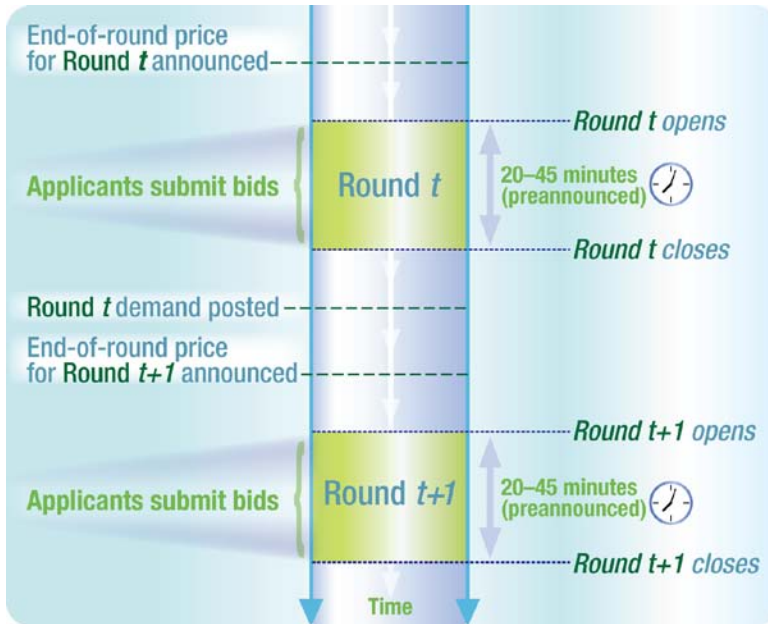 End-of-round price
for Round t announced
Round t opens
Applicants submit bids
Round t
20–45 minutes
(preannounced)
Round t closes
Round t demand posted
End-of-round price
for Round t+1 announced
Round t+1 opens
Applicants submit bids
Round t+1
20–45 minutes
(preannounced)
Round t+1 closes
Time